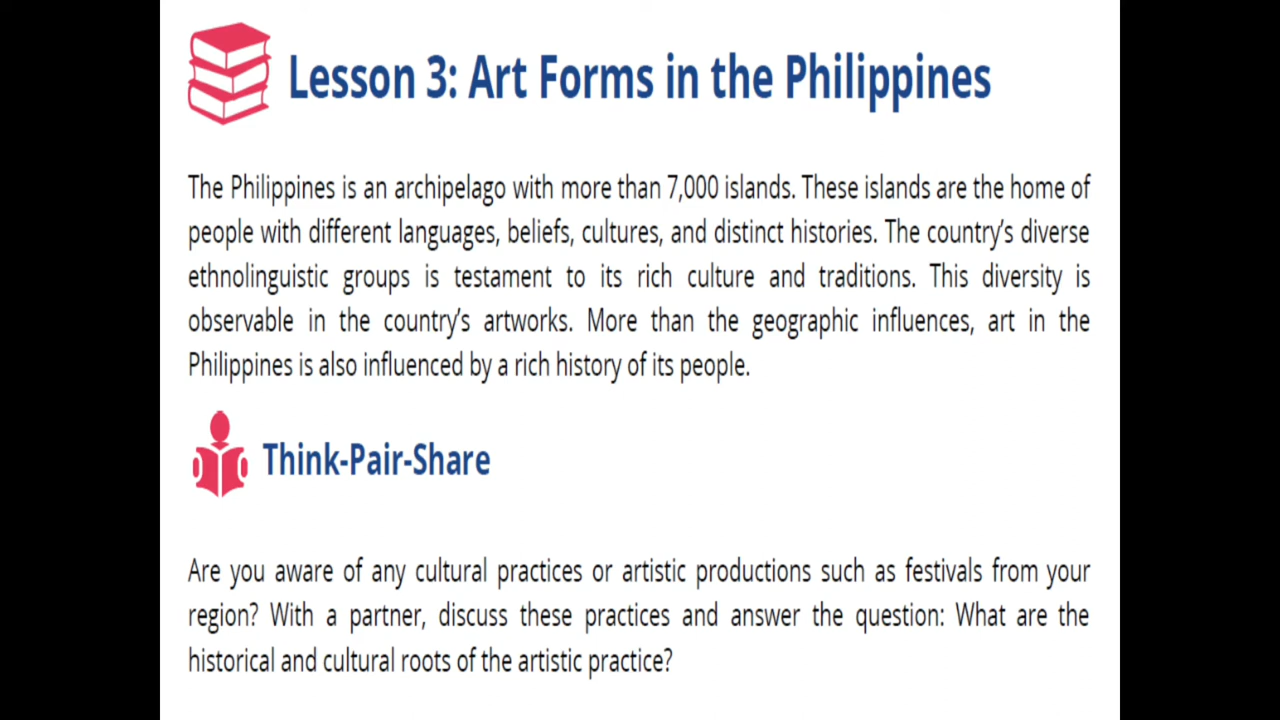 Lesson 3: Art Forms in the Philippines
The Philippines is an archipelago with more than 7,000 islands. These islands are the home of
people with different languages, beliefs, cultures, and distinct histories. The country’s diverse
ethnolinguistic groups is testament to its rich culture and traditions. This diversity is
observable in the country’s artworks. More than the geographic influences, art in the
Philippines is also influenced by a rich history of its people.
Think-Pair-Share
Are you aware of any cultural practices or artistic productions such as festivals from your
region? With a partner, discuss these practices and answer the question: What are the
historical and cultural roots of the artistic practice?